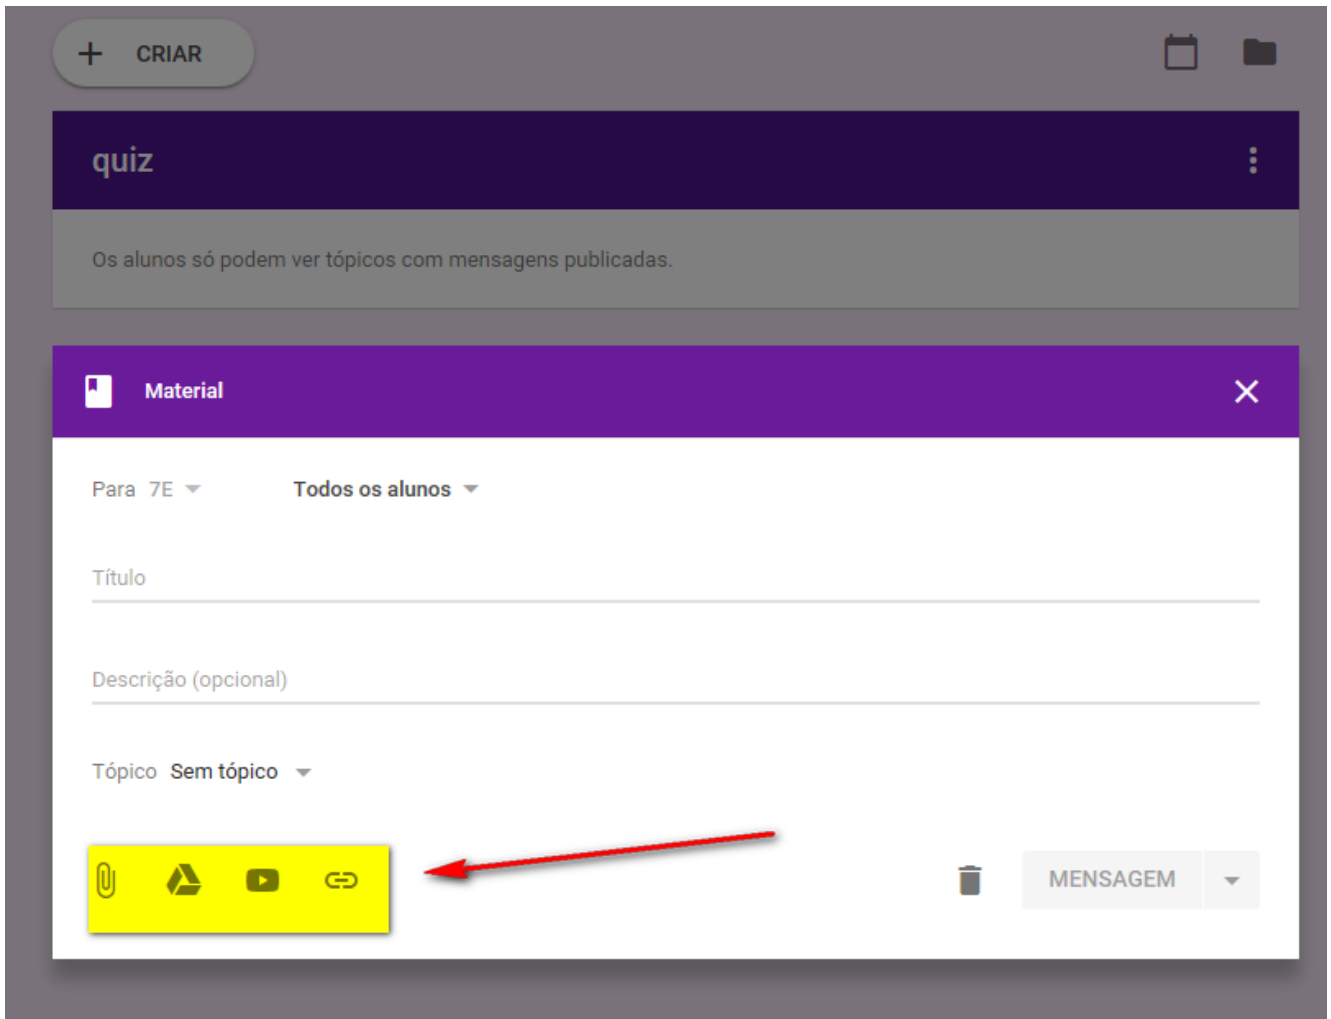 CRIAR
quiz
Os alunos só podem ver tópicos com mensagens publicadas.
Material
Para 7E Todos os alunos
Título
Descrição (opcional)
Tópico Sem tópico
MENSAGEM